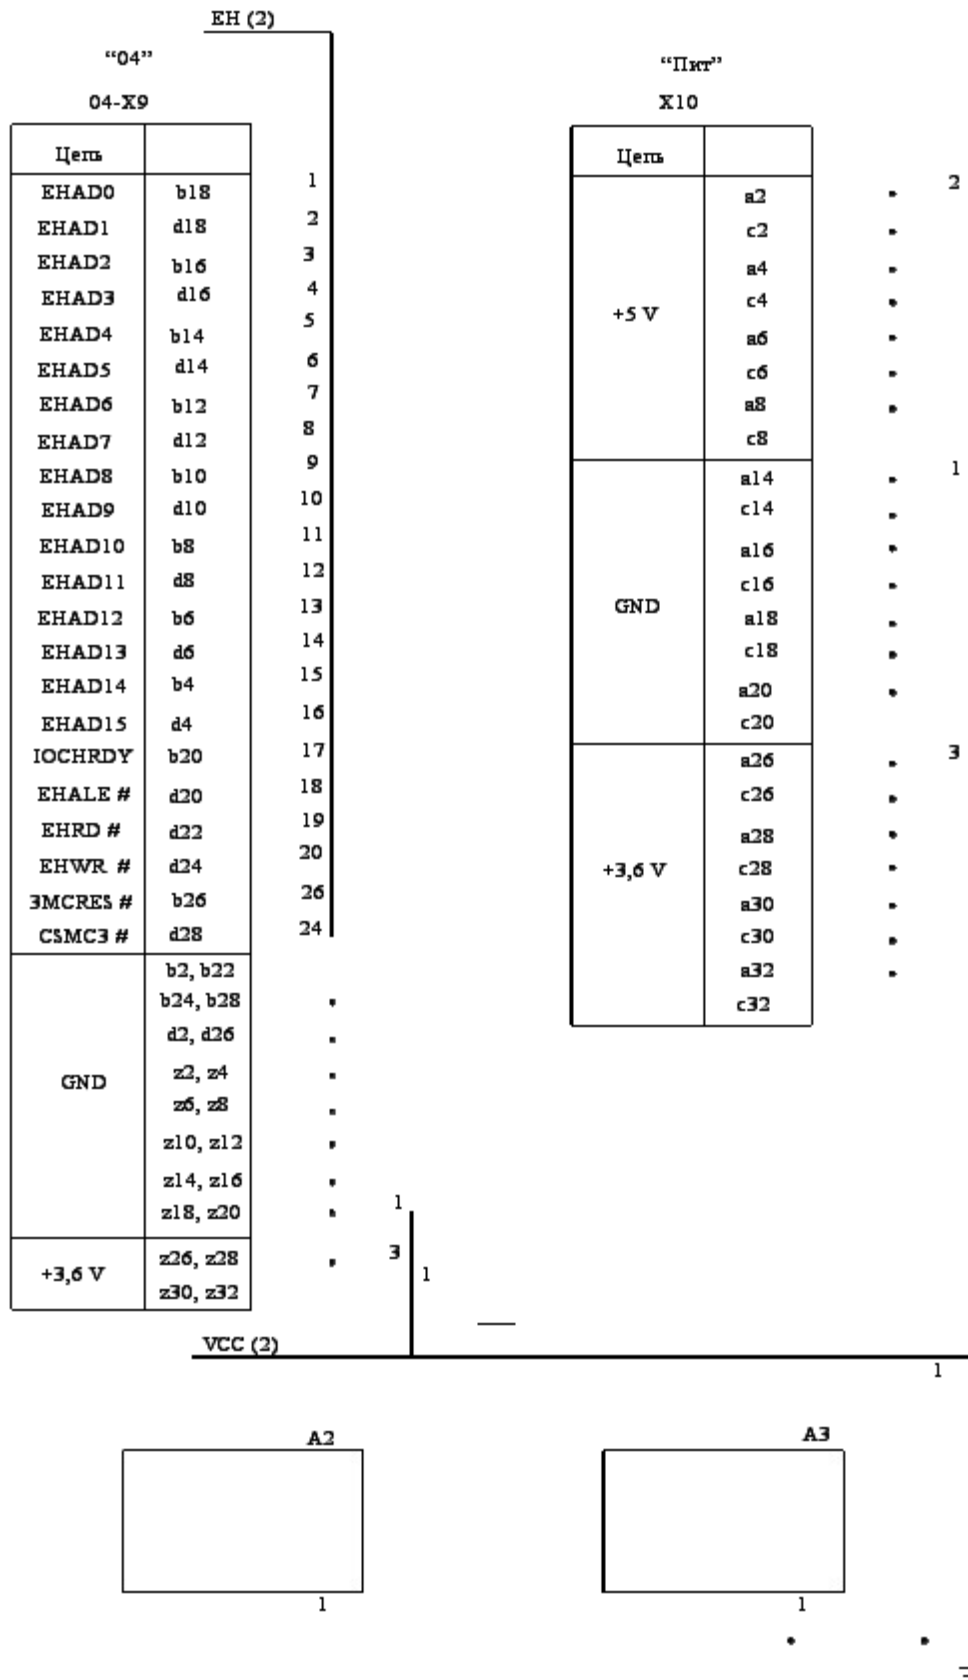 EH (2)
“04”
04-X9
Цепь
EHAD0 b18 1
EHAD1 d18 2
EHAD2 b16 3
EHAD3 d16 4
EHAD4 b14 5
EHAD5 d14 6
EHAD6 b12 7
EHAD7 d12 8
EHAD8 b10 9
EHAD9 d10 10
EHAD10 b8 11
EHAD11 d8 12
EHAD12 b6 13
EHAD13 d6 14
EHAD14 b4 15
EHAD15 d4 16
IOCHRDY b20 17
EHALE # d20 18
EHRD # d22 19
EHWR # d24 20
3MCRES # b26 26
CSMC3 # d28 24
GND
b2, b22
b24, b28
d2, d26
z2, z4
z6, z8
z10, z12
z14, z16
z18, z20
1
+3,6 V
z26, z28
z30, z32
3
1
“Пит”
X10
Цепь
+5 V
a2 2
c2
a4
c4
a6
c6
a8
c8
GND
a14 1
c14
a16
c16
a18
c18
a20
c20
+3,6 V
a26 3
c26
a28
c28
a30
c30
a32
c32
VCC (2)
1
A2
1
A3
1